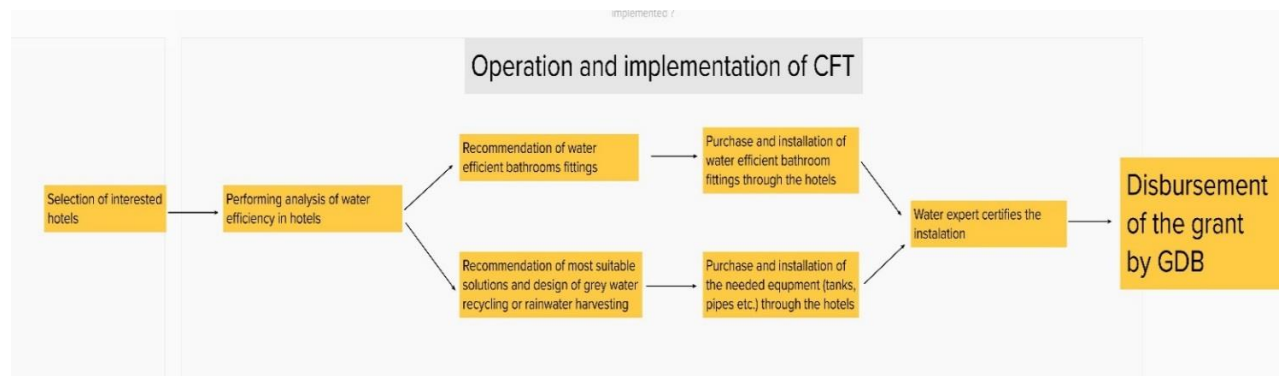 implemented ?
Operation and implementation of CFT
Selection of interested
hotels
Performing analysis of water
efficiency in hotels
Recommendation of water
efficient bathrooms fittings
Purchase and installation of
water efficient bathroom
fittings through the hotels
Recommendation of most suitable
solutions and design of grey water
recycling or rainwater harvesting
Purchase and installation of
the needed equpment (tanks,
pipes etc.) through the hotels
Water expert certifies the
instalation
Disbursement
of the grant
by GDB